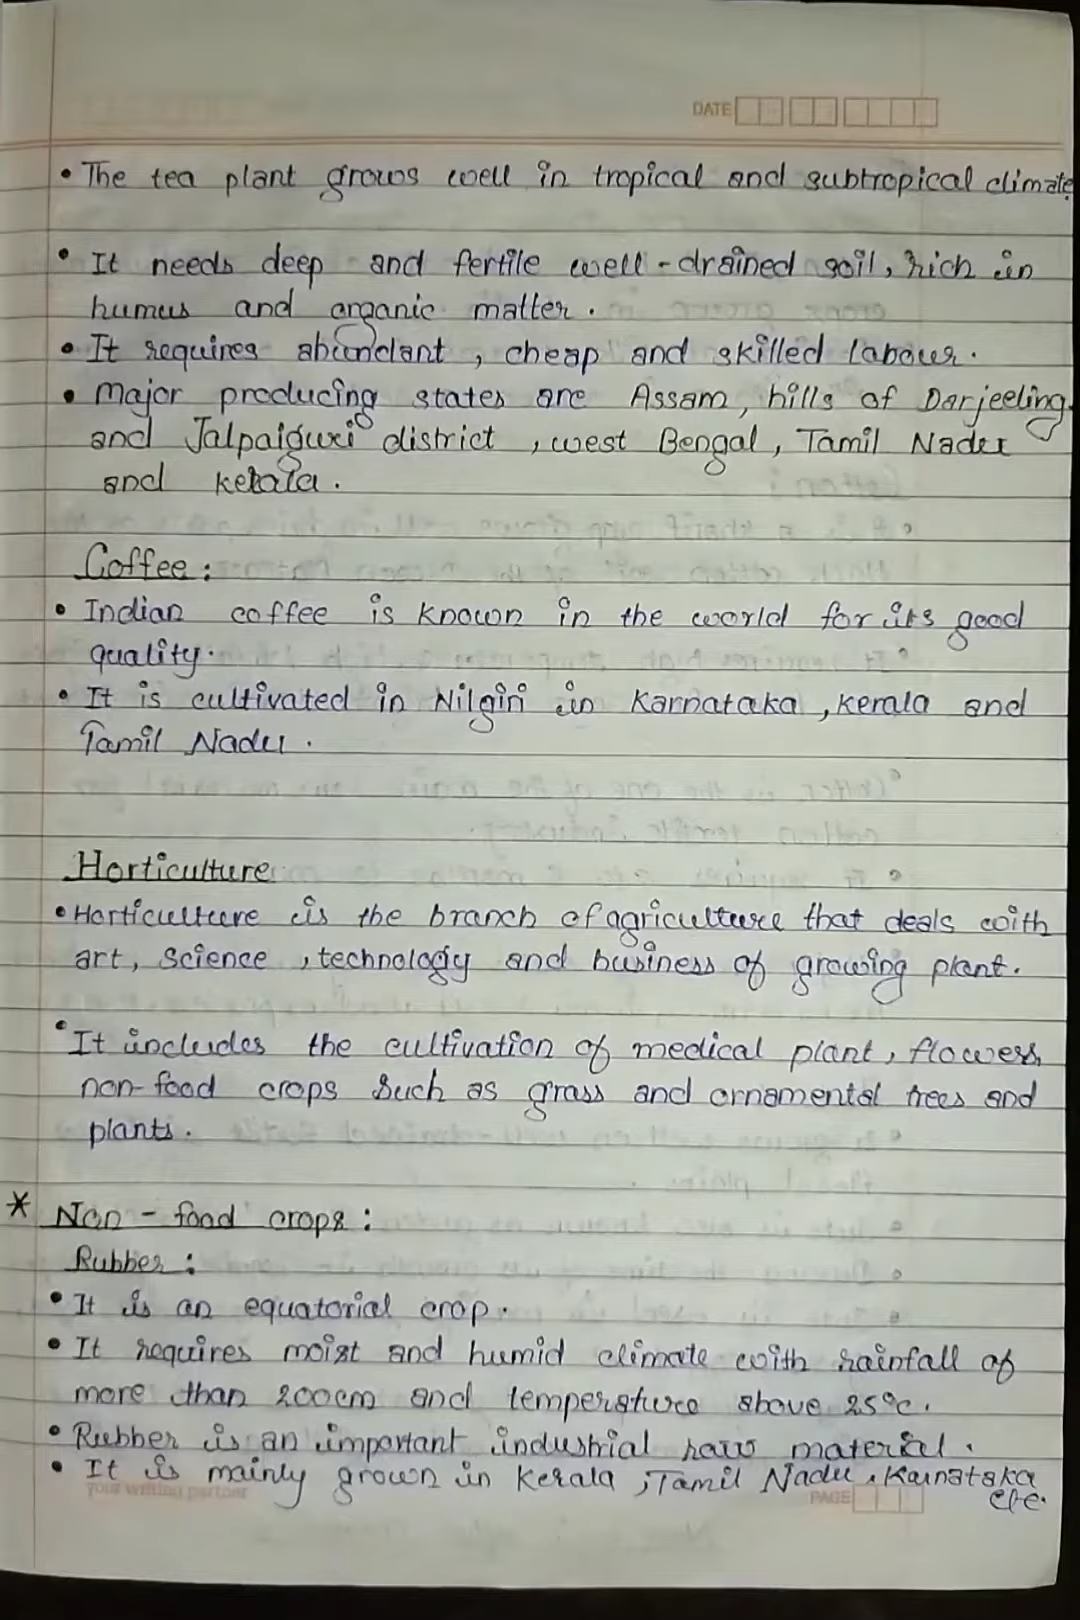 DATE
• The tea plant grows well in tropical and subtropical climate
• It needs deep and fertile well-drained soil, rich in
humus and organic matter.
• It requires abundant, cheap and skilled labour.
• Major producing states are Assam, hills of Darjeeling
and Jalpaiguri district, west Bengal, Tamil Nadu
and kerala.
Coffee:
• Indian coffee is known in the world for its good
quality.
• It is cultivated in Nilgiri in Karnataka, kerala and
Tamil Nadu.
Horticulture
• Horticulture is the branch of agriculture that deals with
art, science, technology and business of growing plant.
• It includes the cultivation of medical plant, flowers,
non-food crops such as grass and ornamental trees and
plants.
* Non-food crops:
Rubber:
• It is an equatorial crop.
• It requires moist and humid climate with rainfall of
more than 200cm and temperature above 25°c.
• Rubber is an important industrial raw material.
• It is mainly grown in Kerala, Tamil Nadu, Karnataka
etc.
your writing partner
PAGE